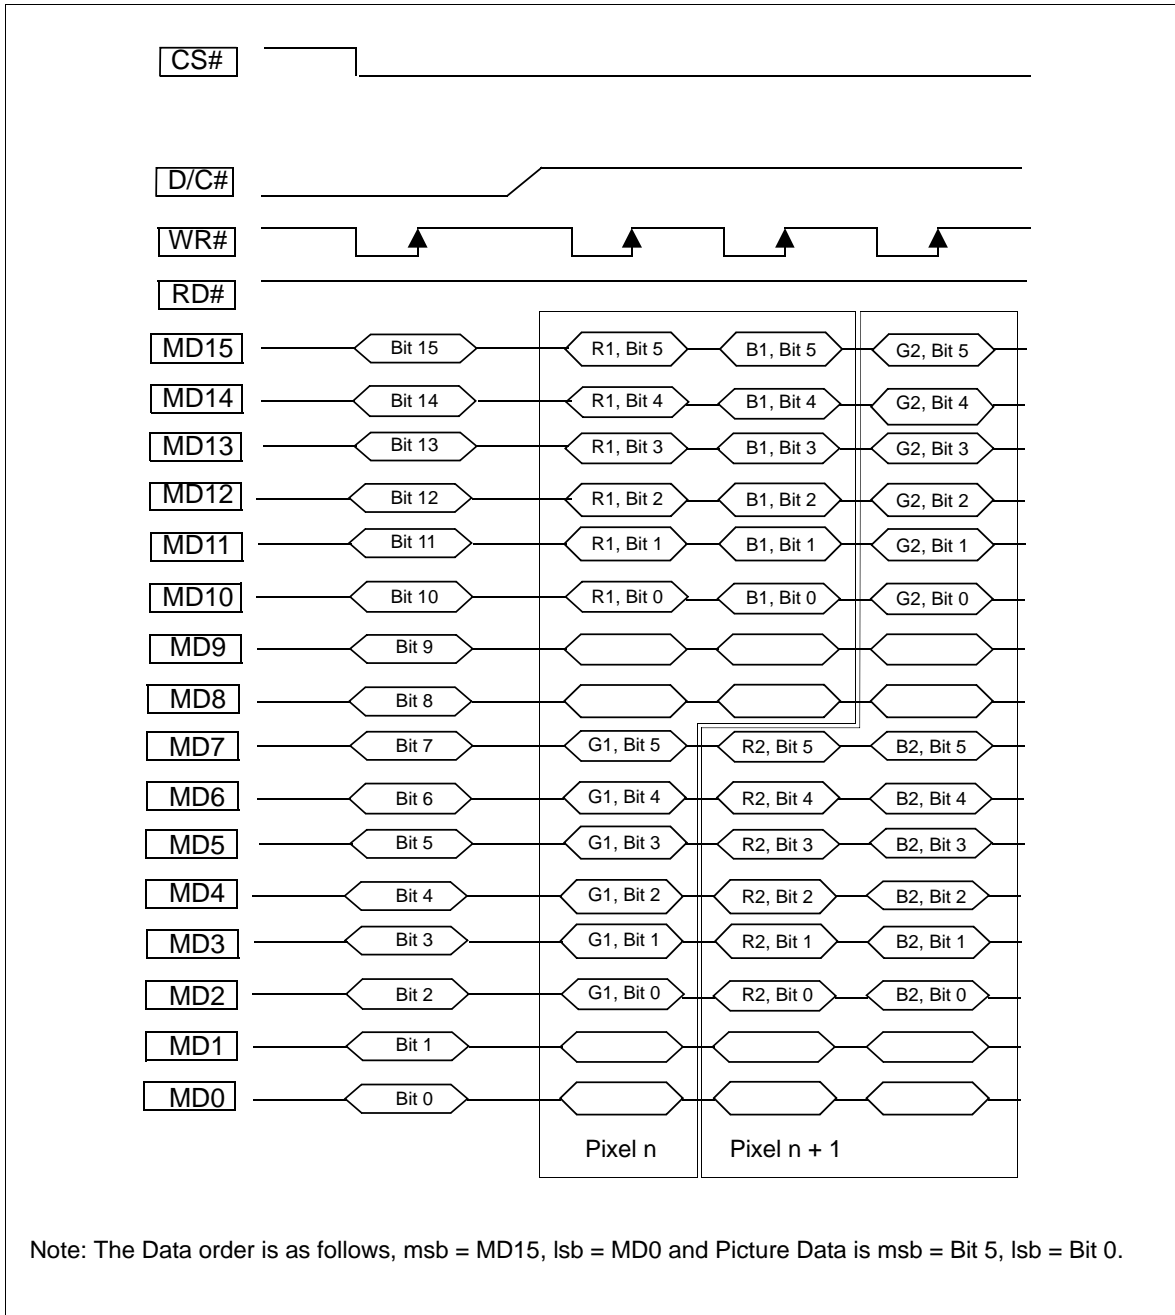 CS#
D/C#
WR#
RD#
MD15 Bit 15 R1, Bit 5 B1, Bit 5 G2, Bit 5
MD14 Bit 14 R1, Bit 4 B1, Bit 4 G2, Bit 4
MD13 Bit 13 R1, Bit 3 B1, Bit 3 G2, Bit 3
MD12 Bit 12 R1, Bit 2 B1, Bit 2 G2, Bit 2
MD11 Bit 11 R1, Bit 1 B1, Bit 1 G2, Bit 1
MD10 Bit 10 R1, Bit 0 B1, Bit 0 G2, Bit 0
MD9 Bit 9
MD8 Bit 8
MD7 Bit 7 G1, Bit 5 R2, Bit 5 B2, Bit 5
MD6 Bit 6 G1, Bit 4 R2, Bit 4 B2, Bit 4
MD5 Bit 5 G1, Bit 3 R2, Bit 3 B2, Bit 3
MD4 Bit 4 G1, Bit 2 R2, Bit 2 B2, Bit 2
MD3 Bit 3 G1, Bit 1 R2, Bit 1 B2, Bit 1
MD2 Bit 2 G1, Bit 0 R2, Bit 0 B2, Bit 0
MD1 Bit 1
MD0 Bit 0
Pixel n Pixel n + 1
Note: The Data order is as follows, msb = MD15, lsb = MD0 and Picture Data is msb = Bit 5, lsb = Bit 0.